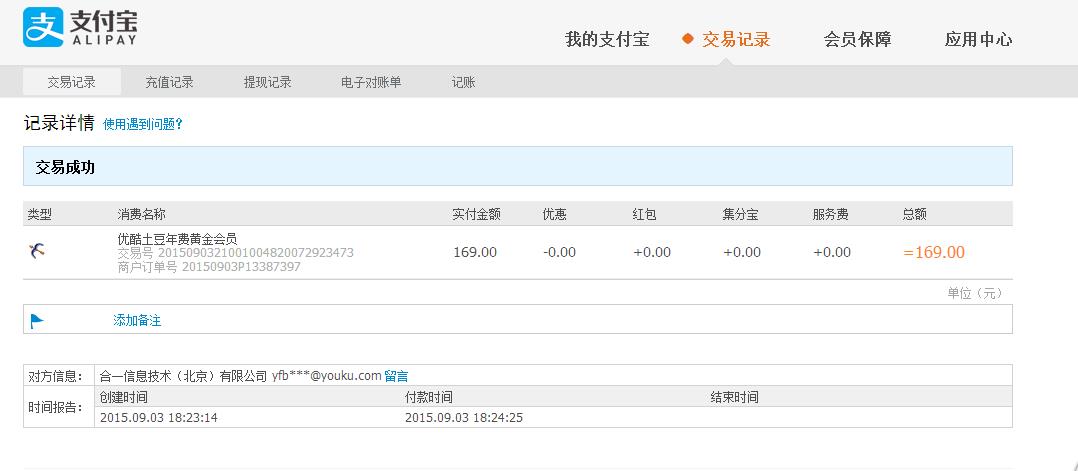 支付宝
ALIPAY
我的支付宝 交易记录 会员保障 应用中心
交易记录 充值记录 提现记录 电子对账单 记账
记录详情 使用遇到问题?
交易成功
类型 消费名称 实付金额 优惠 红包 集分宝 服务费 总额
优酷土豆年费黄金会员
交易号 2015090321001004820072923473
商户订单号 20150903P13387397
169.00 -0.00 +0.00 +0.00 +0.00 =169.00
单位（元）
添加备注
对方信息： 合一信息技术（北京）有限公司 yfb***@youku.com 留言
时间报告： 创建时间 付款时间 结束时间
2015.09.03 18:23:14 2015.09.03 18:24:25